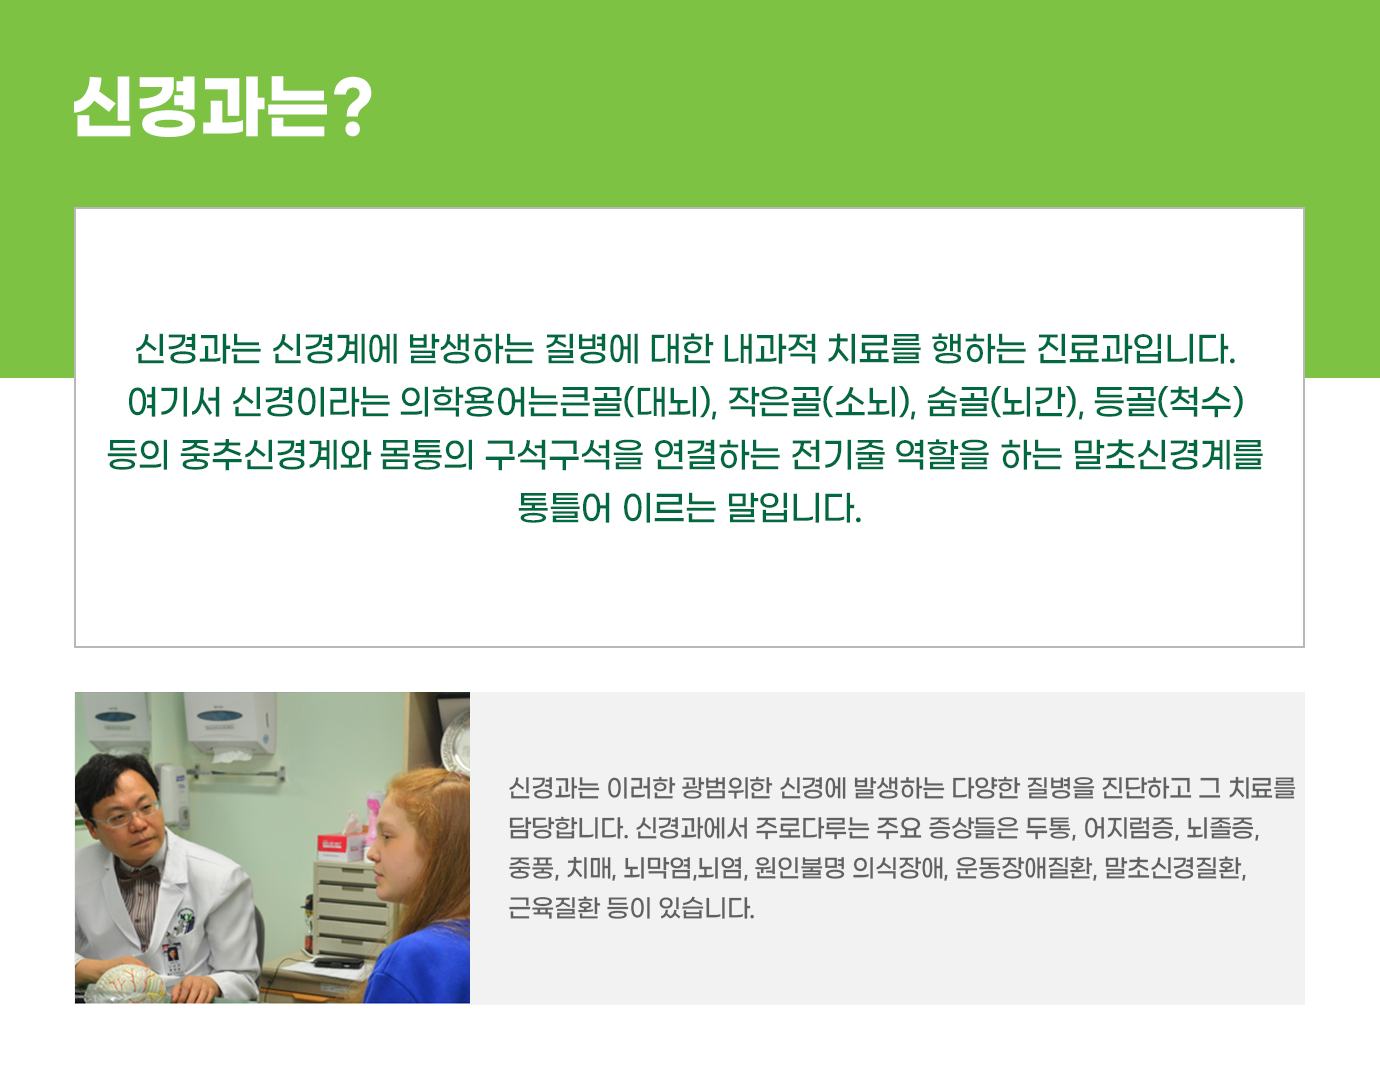 신경과는?
신경과는 신경계에 발생하는 질병에 대한 내과적 치료를 행하는 진료과입니다.
여기서 신경이라는 의학용어는큰골(대뇌), 작은골(소뇌), 숨골(뇌간), 등골(척수)
등의 중추신경계와 몸통의 구석구석을 연결하는 전기줄 역할을 하는 말초신경계를
통틀어 이르는 말입니다.
신경과는 이러한 광범위한 신경에 발생하는 다양한 질병을 진단하고 그 치료를
담당합니다. 신경과에서 주로다루는 주요 증상들은 두통, 어지럼증, 뇌졸증,
중풍, 치매, 뇌막염,뇌염, 원인불명 의식장애, 운동장애질환, 말초신경질환,
근육질환 등이 있습니다.